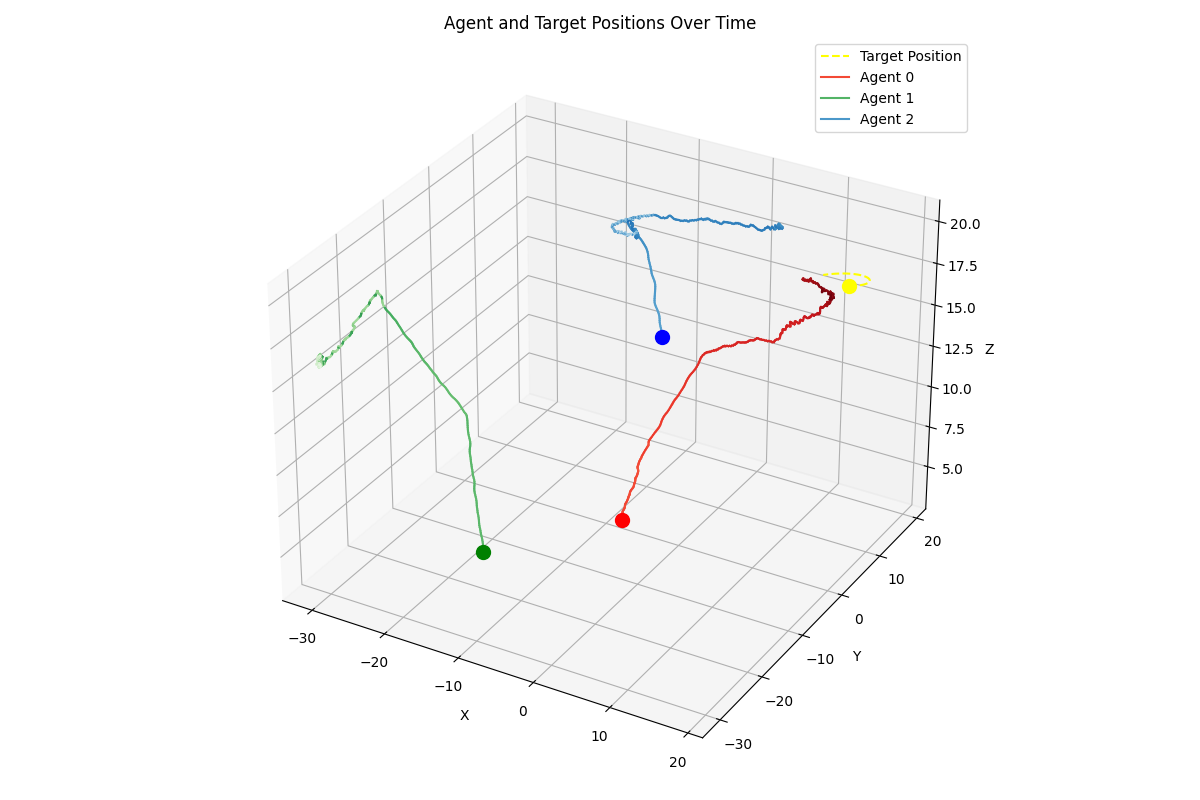 Agent and Target Positions Over Time
Target Position
Agent 0
Agent 1
Agent 2
20.0
17.5
15.0
12.5
Z
10.0
7.5
5.0
20
10
0
−10
Y
−20
−30
−30
−20
−10
X
0
10
20